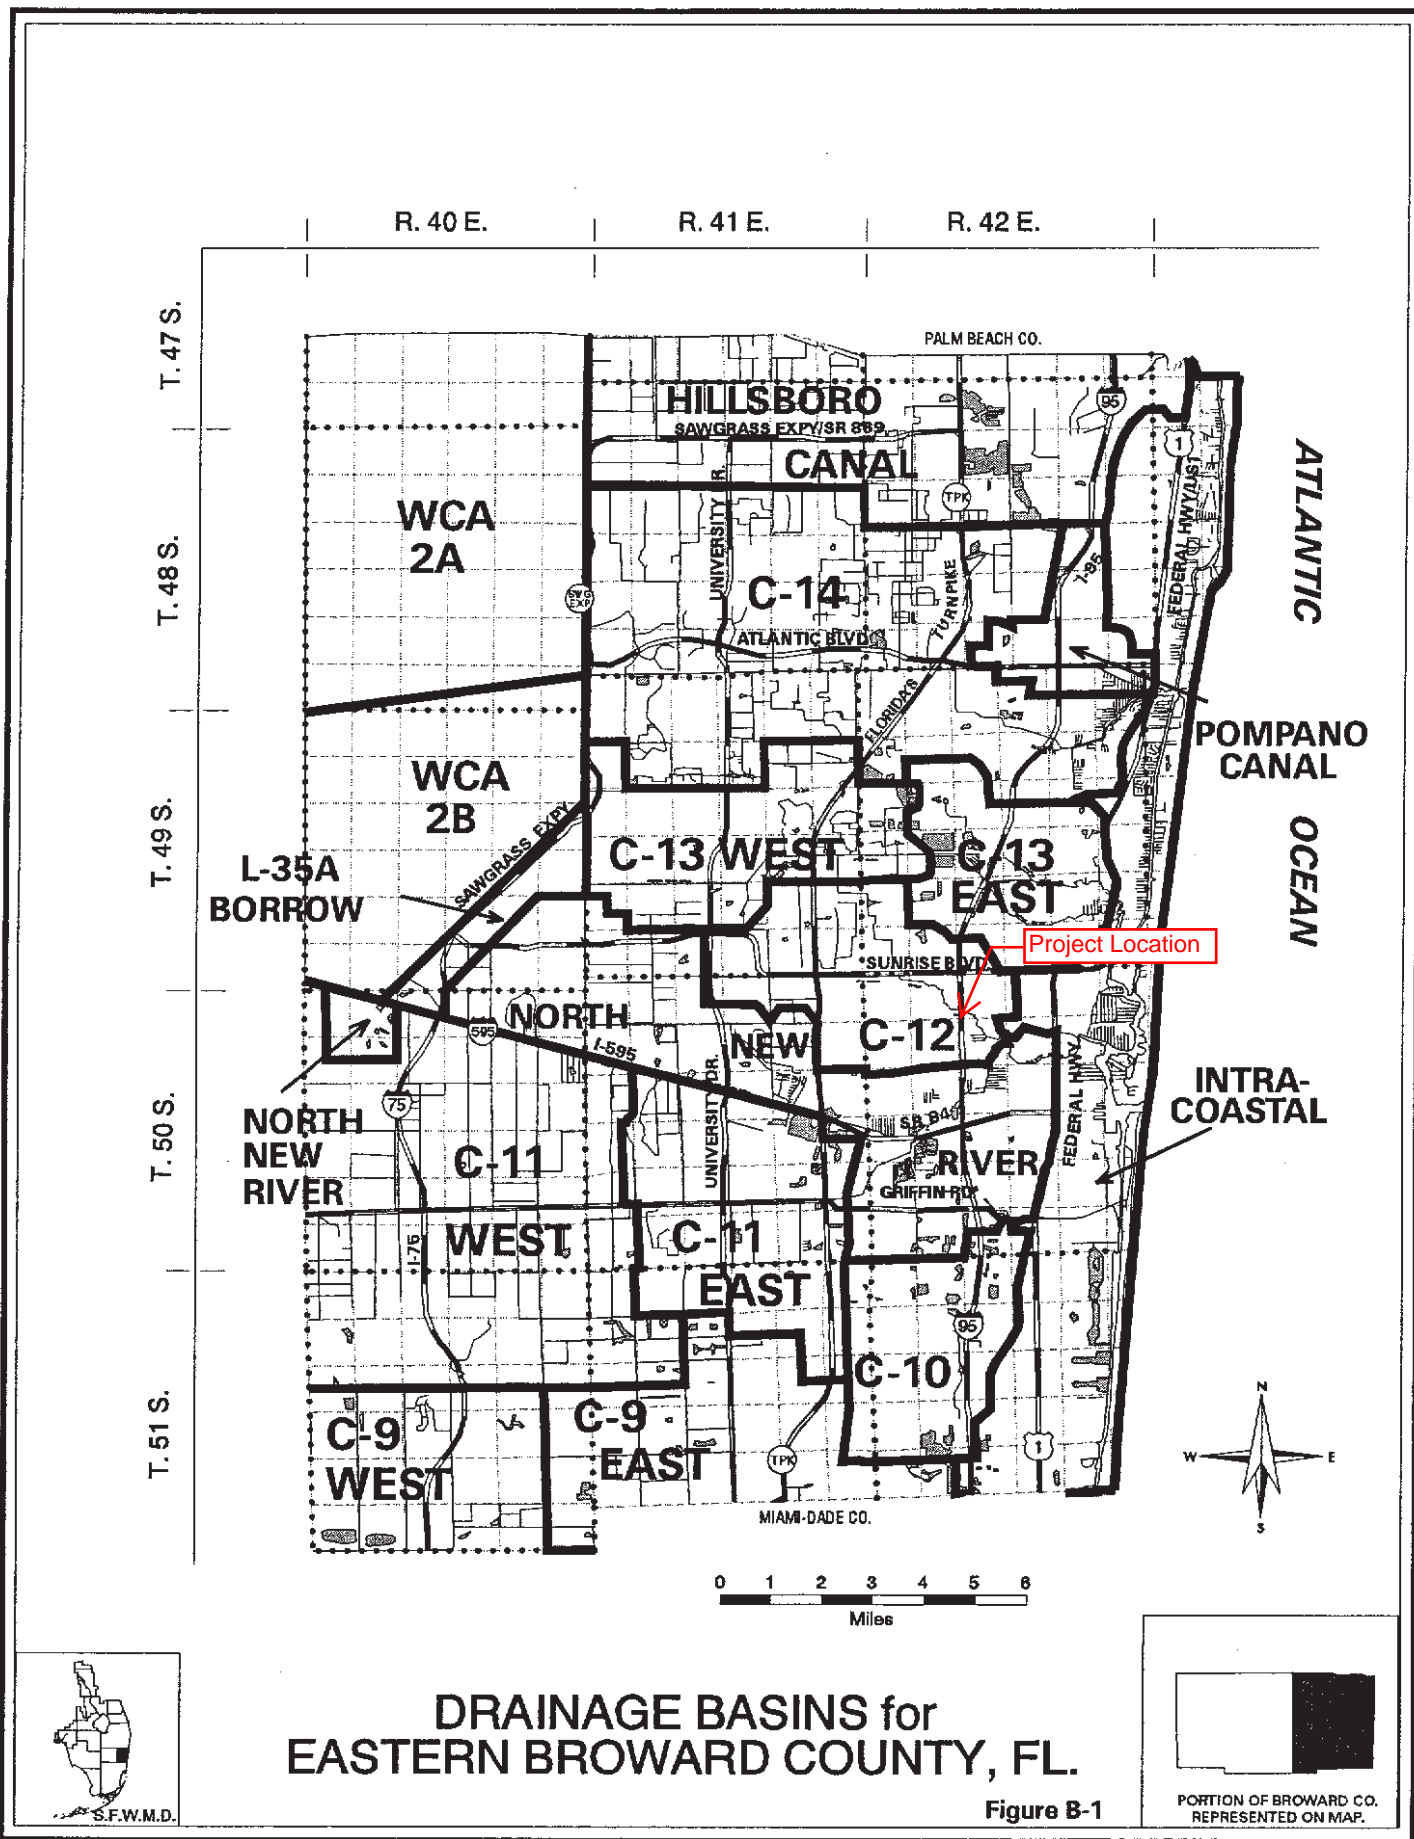 R. 40 E.
R. 41 E.
R. 42 E.
T. 47 S.
T. 48 S.
T. 49 S.
T. 50 S.
T. 51 S.
PALM BEACH CO.
HILLSBORO
SAWGRASS EXPY/SR 869
CANAL
95
1
TPK
WCA
2A
UNIVERSITY DR.
C-14
SWG
EXP
ATLANTIC BLVD
TURNPIKE
FLORIDA'S
I-95
FEDERAL HWY/US1
ATLANTIC
OCEAN
POMPANO
CANAL
WCA
2B
SAWGRASS EXPY
L-35A
BORROW
C-13 WEST
C-13
EAST
Project Location
SUNRISE BLVD.
NORTH
NEW
RIVER
595
I-595
C-12
FEDERAL HWY
INTRA-
COASTAL
75
NORTH
NEW
RIVER
C-11
WEST
I-75
UNIVERSITY DR.
SR 84
GRIFFIN RD
C-11
EAST
95
C-10
C-9
WEST
C-9
EAST
TPK
1
MIAMI-DADE CO.
N
W
E
S
0 1 2 3 4 5 6
Miles
S.F.W.M.D.
DRAINAGE BASINS for
EASTERN BROWARD COUNTY, FL.
Figure B-1
PORTION OF BROWARD CO.
REPRESENTED ON MAP.